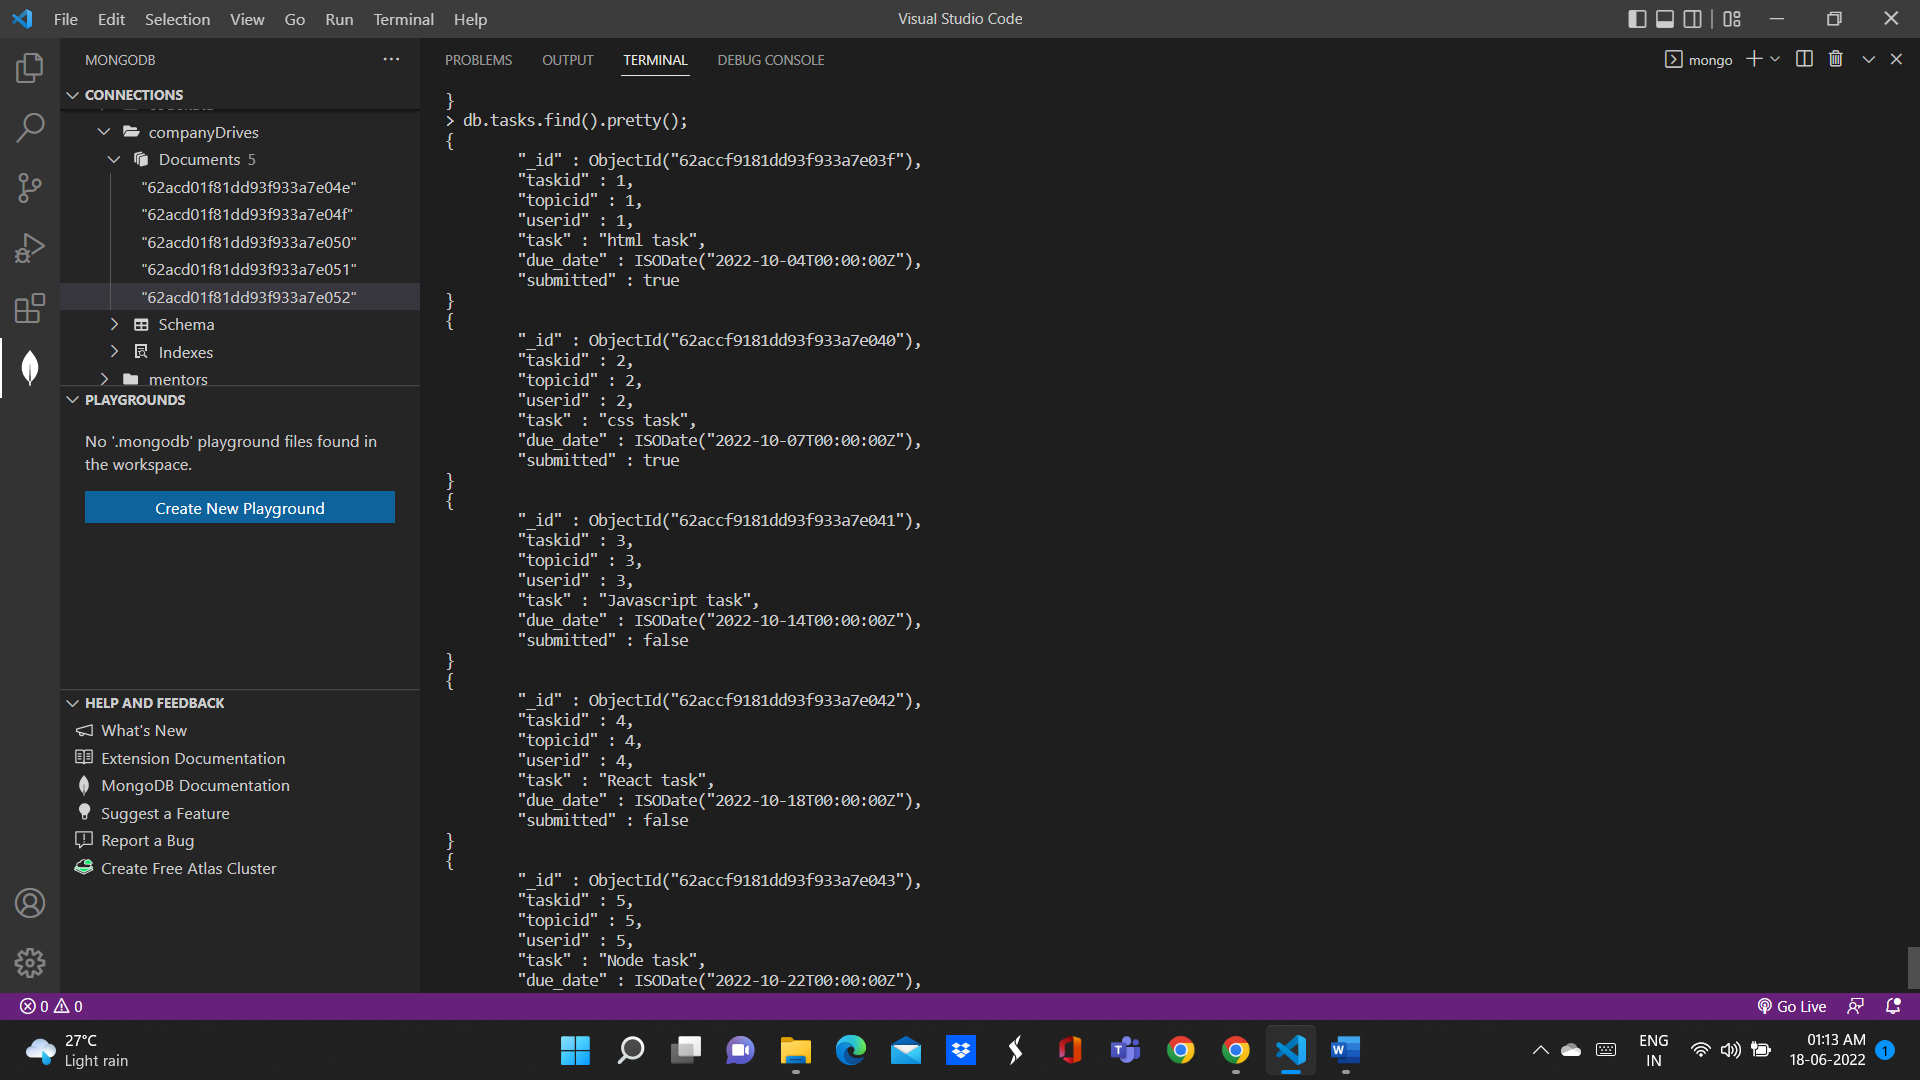 File Edit Selection View Go Run Terminal Help
Visual Studio Code
MONGODB
CONNECTIONS
companyDrives
Documents 5
"62acd01f81dd93f933a7e04e"
"62acd01f81dd93f933a7e04f"
"62acd01f81dd93f933a7e050"
"62acd01f81dd93f933a7e051"
"62acd01f81dd93f933a7e052"
Schema
Indexes
mentors
PLAYGROUNDS
No '.mongodb' playground files found in
the workspace.
Create New Playground
HELP AND FEEDBACK
What's New
Extension Documentation
MongoDB Documentation
Suggest a Feature
Report a Bug
Create Free Atlas Cluster
PROBLEMS OUTPUT TERMINAL DEBUG CONSOLE
mongo
}
> db.tasks.find().pretty();
{
"_id" : ObjectId("62accf9181dd93f933a7e03f"),
"taskid" : 1,
"topicid" : 1,
"userid" : 1,
"task" : "html task",
"due_date" : ISODate("2022-10-04T00:00:00Z"),
"submitted" : true
}
{
"_id" : ObjectId("62accf9181dd93f933a7e040"),
"taskid" : 2,
"topicid" : 2,
"userid" : 2,
"task" : "css task",
"due_date" : ISODate("2022-10-07T00:00:00Z"),
"submitted" : true
}
{
"_id" : ObjectId("62accf9181dd93f933a7e041"),
"taskid" : 3,
"topicid" : 3,
"userid" : 3,
"task" : "Javascript task",
"due_date" : ISODate("2022-10-14T00:00:00Z"),
"submitted" : false
}
{
"_id" : ObjectId("62accf9181dd93f933a7e042"),
"taskid" : 4,
"topicid" : 4,
"userid" : 4,
"task" : "React task",
"due_date" : ISODate("2022-10-18T00:00:00Z"),
"submitted" : false
}
{
"_id" : ObjectId("62accf9181dd93f933a7e043"),
"taskid" : 5,
"topicid" : 5,
"userid" : 5,
"task" : "Node task",
"due_date" : ISODate("2022-10-22T00:00:00Z"),
0 0
Go Live
27°C
Light rain
ENG
IN
01:13 AM
18-06-2022
1